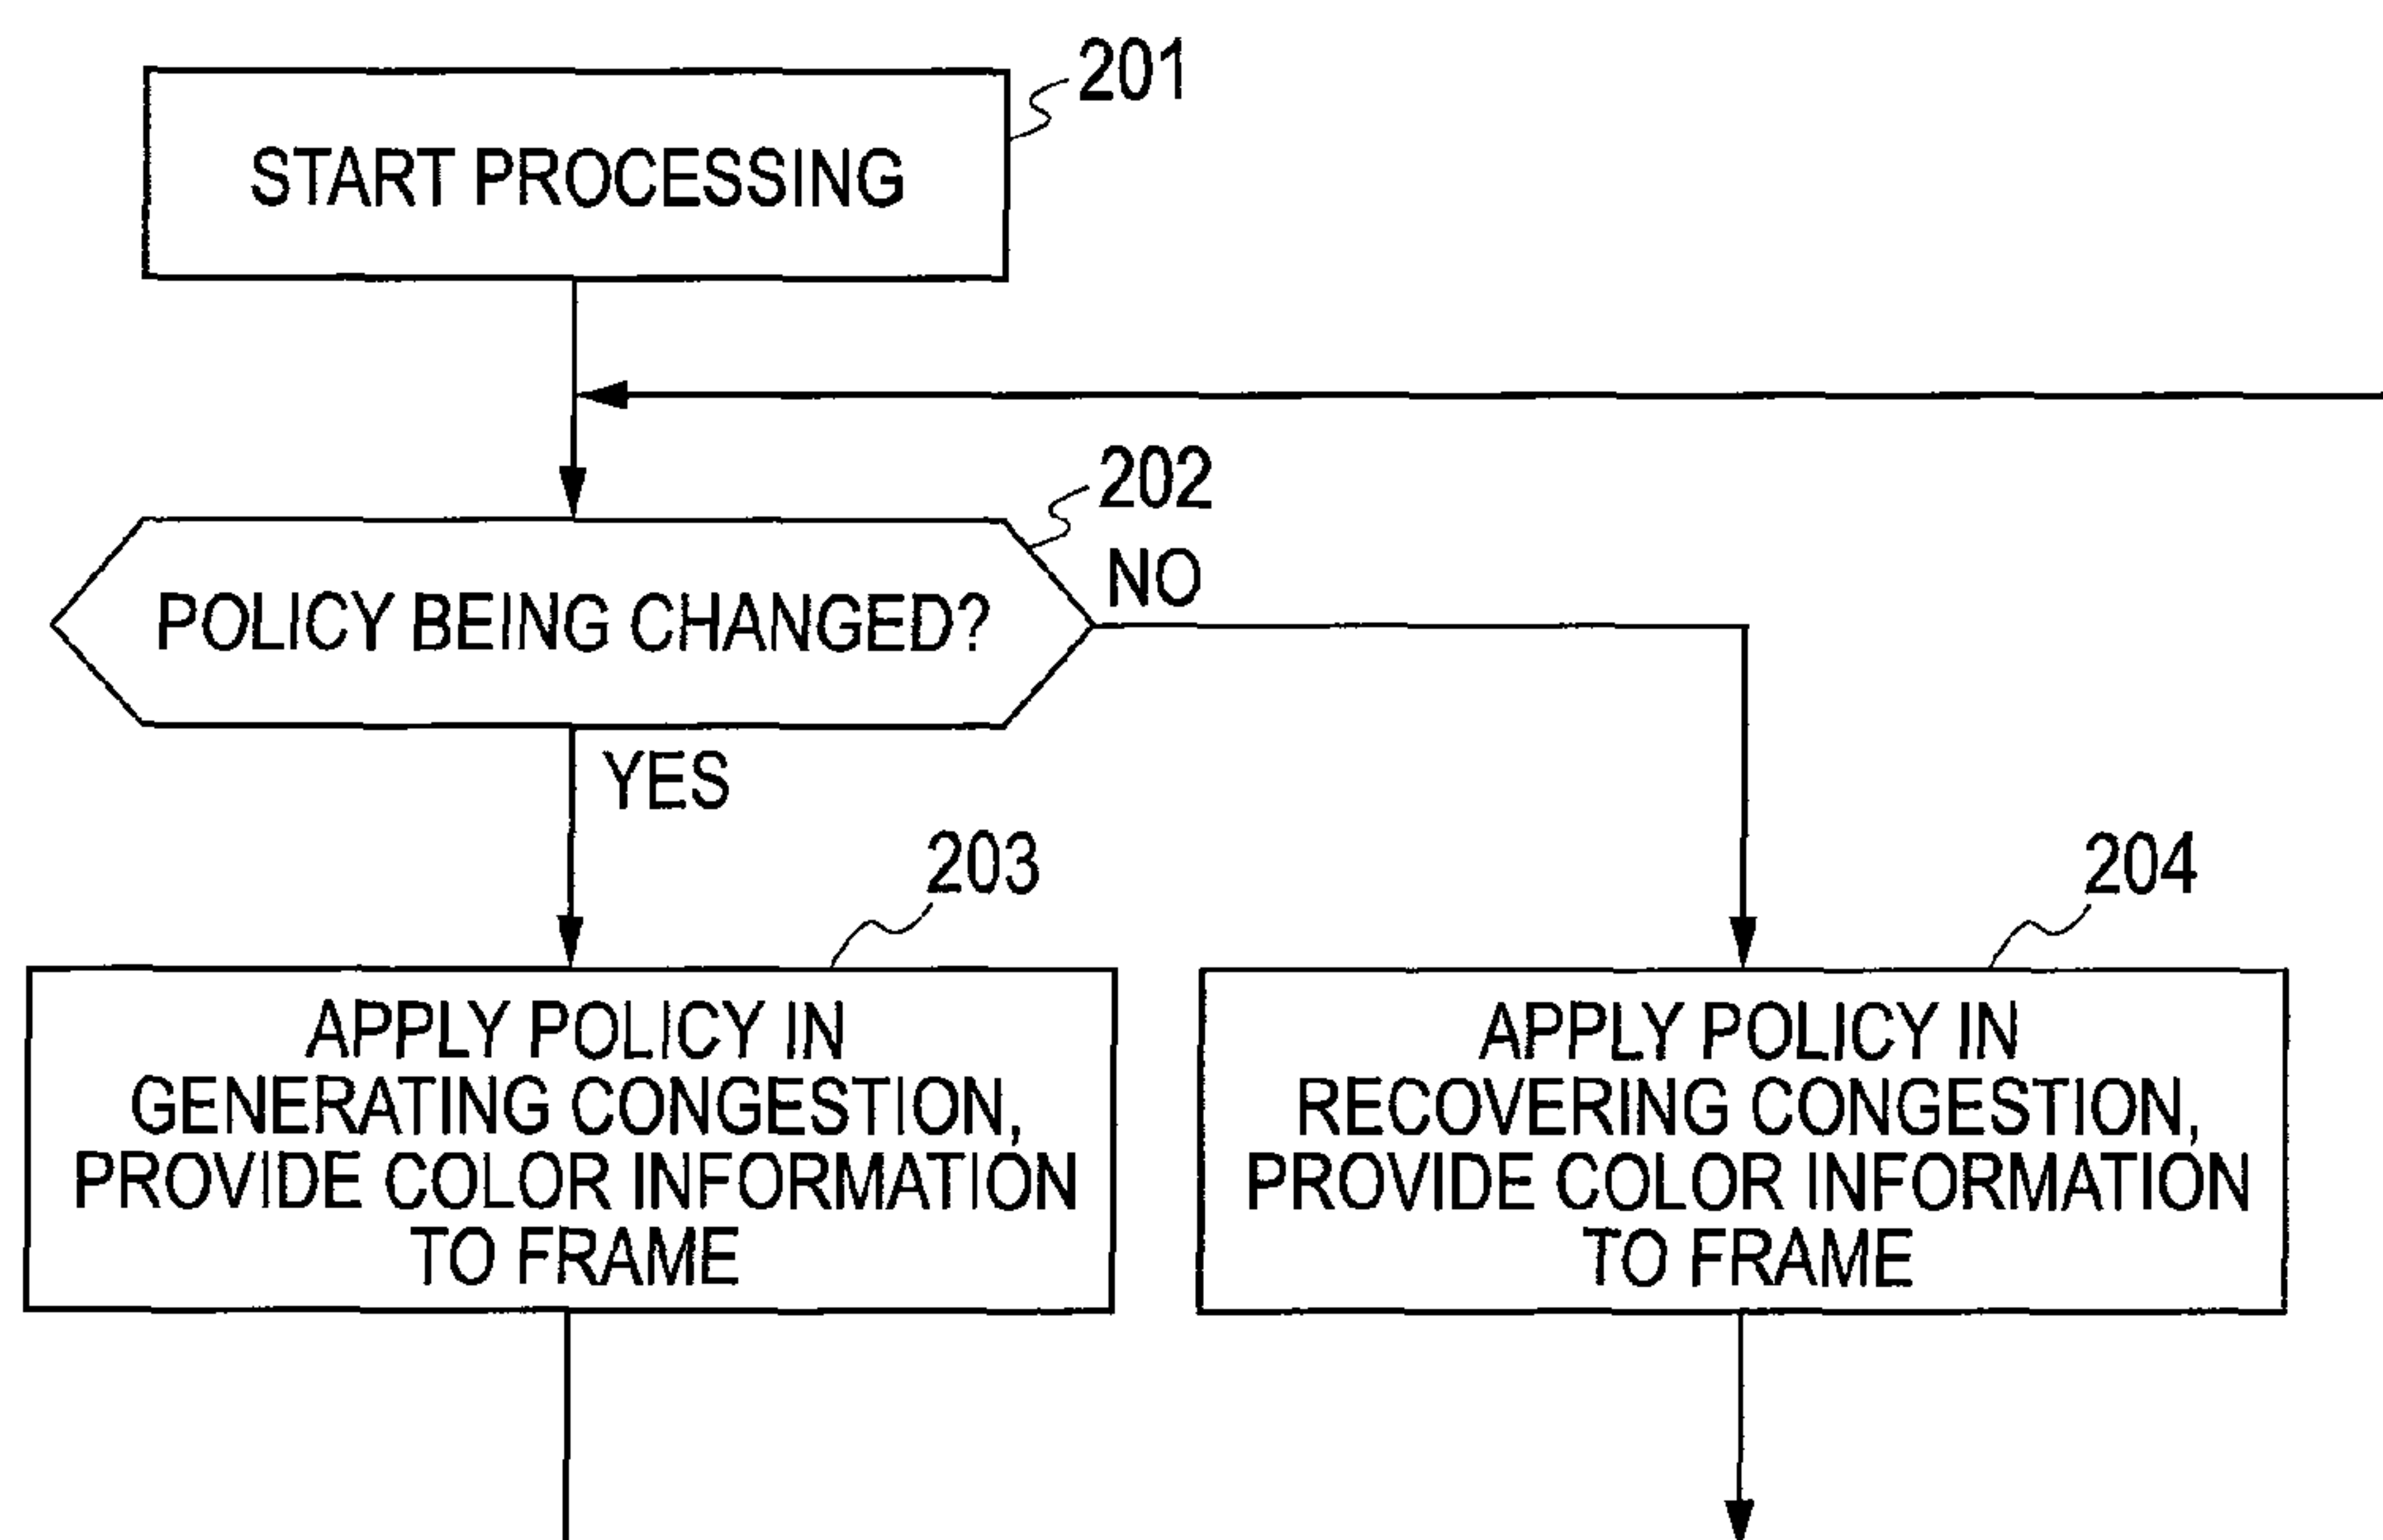 201
START PROCESSING
202
NO
POLICY BEING CHANGED?
YES
203
204
APPLY POLICY IN
GENERATING CONGESTION,
PROVIDE COLOR INFORMATION
TO FRAME
APPLY POLICY IN
RECOVERING CONGESTION,
PROVIDE COLOR INFORMATION
TO FRAME